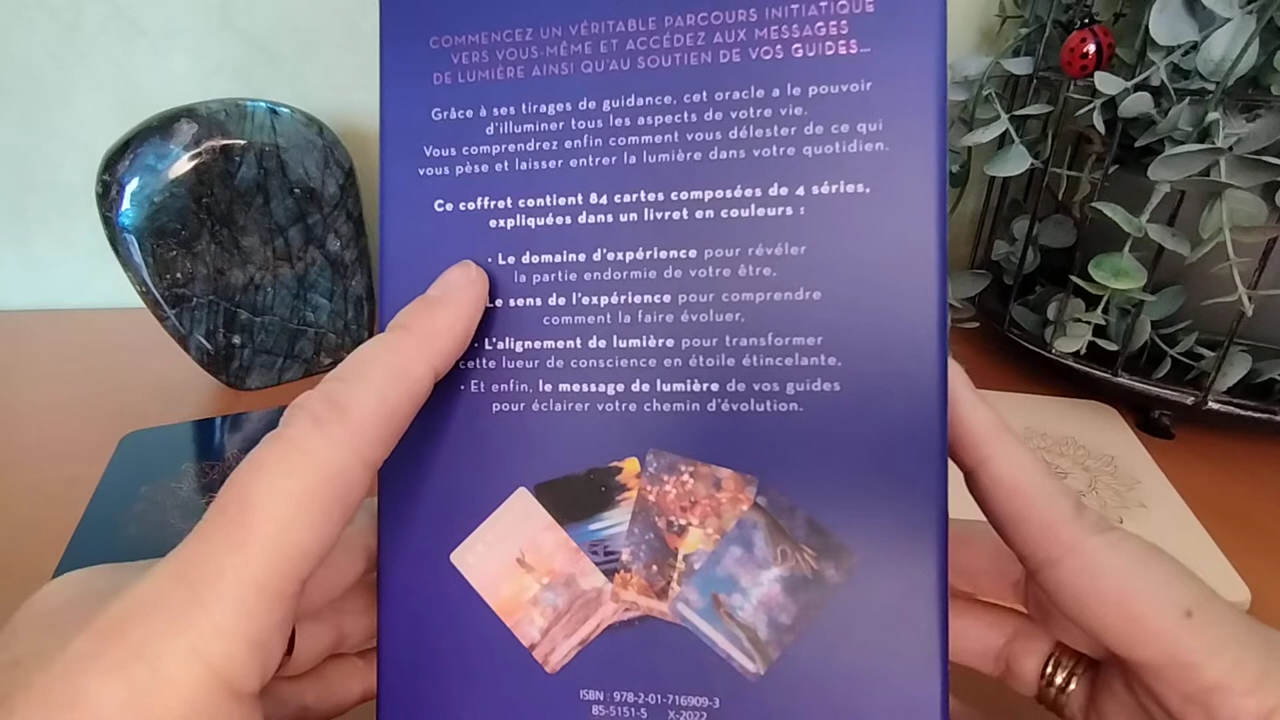 COMMENCEZ UN VÉRITABLE PARCOURS INITIATIQUE
VERS VOUS-MÊME ET ACCÉDEZ AUX MESSAGES
DE LUMIÈRE AINSI QU'AU SOUTIEN DE VOS GUIDES...
Grâce à ses tirages de guidance, cet oracle a le pouvoir
d'illuminer tous les aspects de votre vie.
Vous comprendrez enfin comment vous délester de ce qui
vous pèse et laisser entrer la lumière dans votre quotidien.
Ce coffret contient 84 cartes composées de 4 séries,
expliquées dans un livret en couleurs :
• Le domaine d'expérience pour révéler
la partie endormie de votre être,
Le sens de l'expérience pour comprendre
comment la faire évoluer,
• L'alignement de lumière pour transformer
cette lueur de conscience en étoile étincelante,
• Et enfin, le message de lumière de vos guides
pour éclairer votre chemin d'évolution.
ISBN : 978-2-01-716909-3
85-5151-5 X-2022